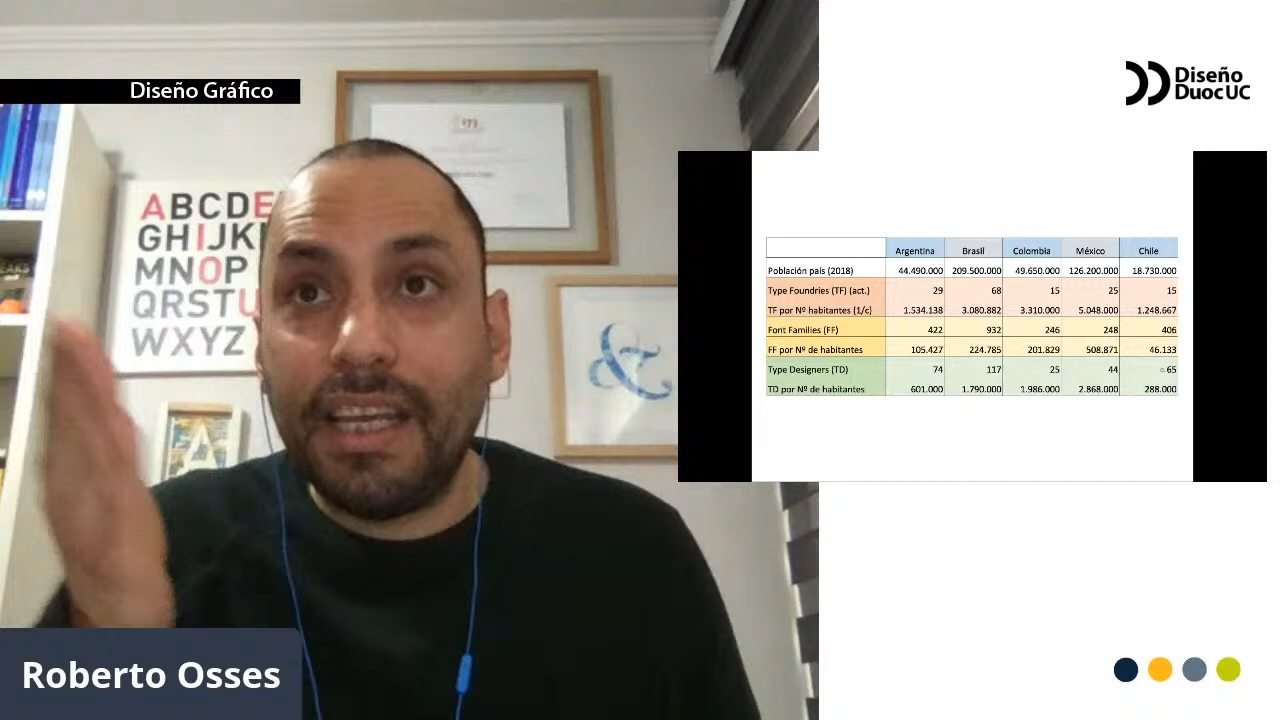 Diseño Gráfico
ABCDE
GHIJK
MNOP
QRSTU
WXYZ
A
Roberto Osses
Diseño
Duoc UC
Argentina Brasil Colombia México Chile
Población país (2018) 44.490.000 209.500.000 49.650.000 126.200.000 18.730.000
Type Foundries (TF) (act.) 29 68 15 25 15
TF por Nº habitantes (1/c) 1.534.138 3.080.882 3.310.000 5.048.000 1.248.667
Font Families (FF) 422 932 246 248 406
FF por Nº de habitantes 105.427 224.785 201.829 508.871 46.133
Type Designers (TD) 74 117 25 44 65
TD por Nº de habitantes 601.000 1.790.000 1.986.000 2.868.000 288.000